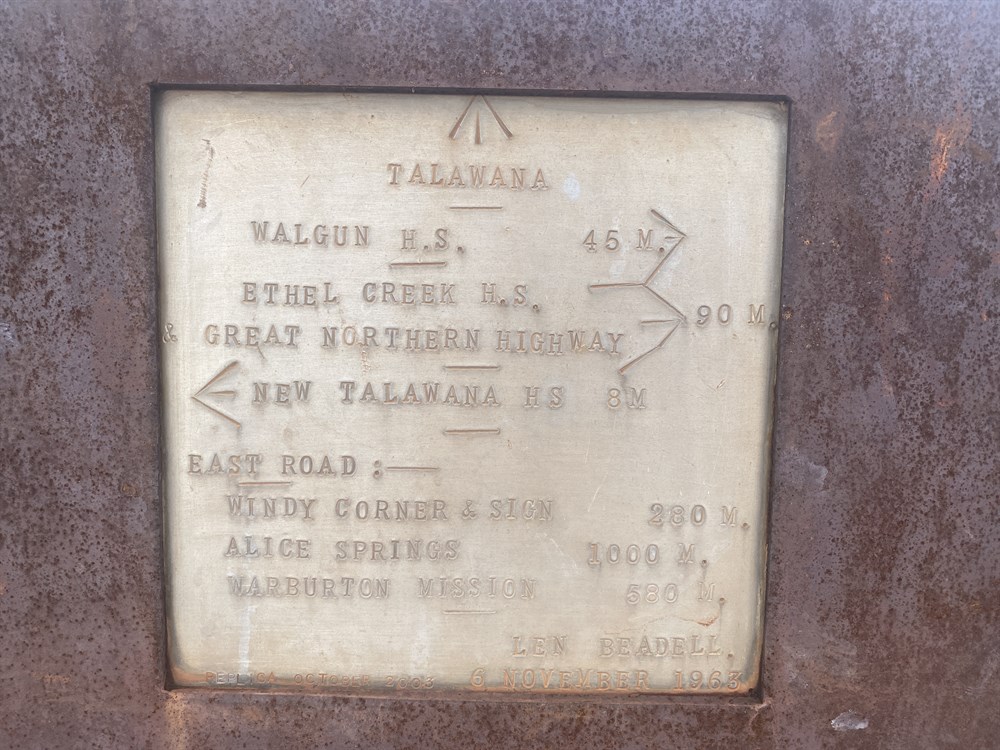 TALAWANA
WALGUN H.S. 45 M.
ETHEL CREEK H.S.
90 M.
& GREAT NORTHERN HIGHWAY
NEW TALAWANA HS 8M
EAST ROAD :—
WINDY CORNER & SIGN 280 M.
ALICE SPRINGS 1000 M.
WARBURTON MISSION 580 M.
LEN BEADELL.
REPLICA OCTOBER 2003 6 NOVEMBER 1963